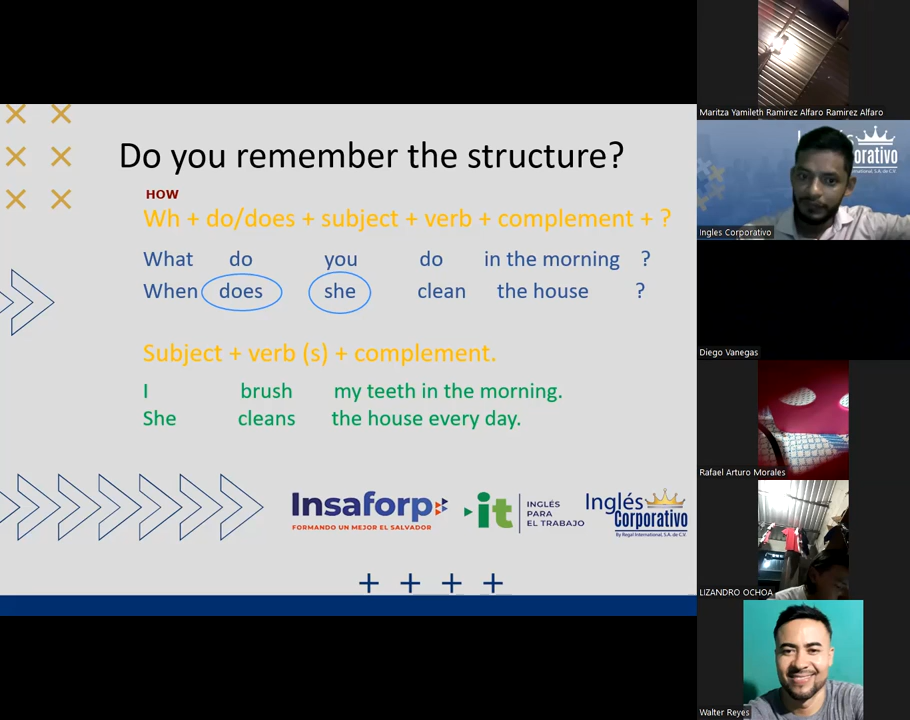 Do you remember the structure?
HOW
Wh + do/does + subject + verb + complement + ?
What do you do in the morning ?
When does she clean the house ?
Subject + verb (s) + complement.
I brush my teeth in the morning.
She cleans the house every day.
Insaforp
FORMANDO UN MEJOR EL SALVADOR
it
INGLÉS
PARA
EL TRABAJO
Inglés
Corporativo
By Regal International, S.A. de C.V.
Maritza Yamileth Ramirez Alfaro Ramirez Alfaro
Ingles Corporativo
Diego Vanegas
Rafael Arturo Morales
LIZANDRO OCHOA
Walter Reyes